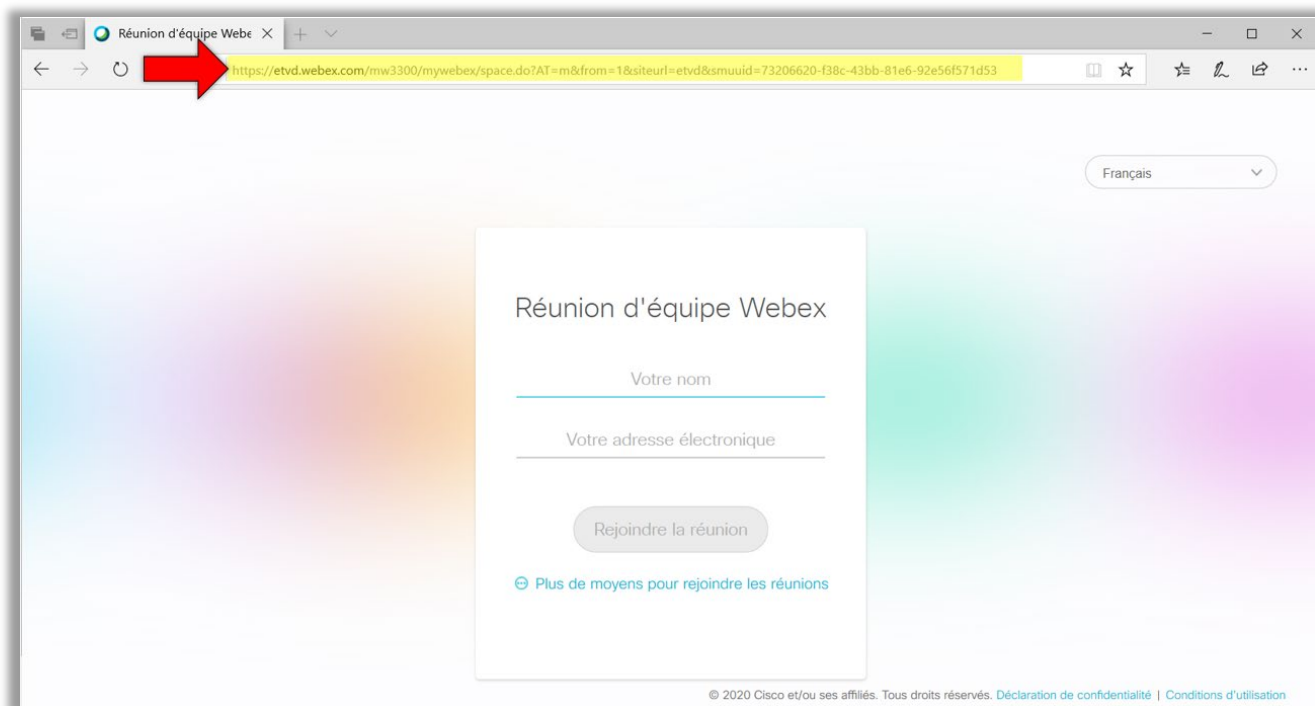 Réunion d'équipe Webe
https://etvd.webex.com/mw3300/mywebex/space.do?AT=m&from=1&siteurl=etvd&smuuid=73206620-f38c-43bb-81e6-92e56f571d53
Français
Réunion d'équipe Webex
Votre nom
Votre adresse électronique
Rejoindre la réunion
Plus de moyens pour rejoindre les réunions
© 2020 Cisco et/ou ses affiliés. Tous droits réservés. Déclaration de confidentialité | Conditions d'utilisation